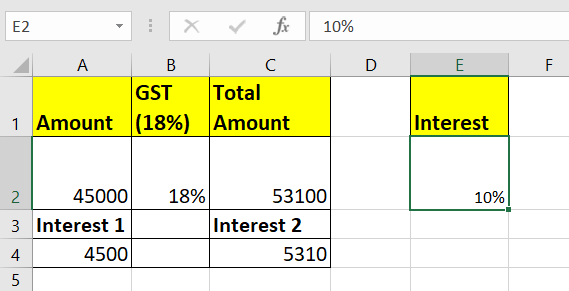 E2 fx 10%
A B C D E F
GST Total
1 Amount (18%) Amount Interest
2 45000 18% 53100 10%
3 Interest 1 Interest 2
4 4500 5310
5